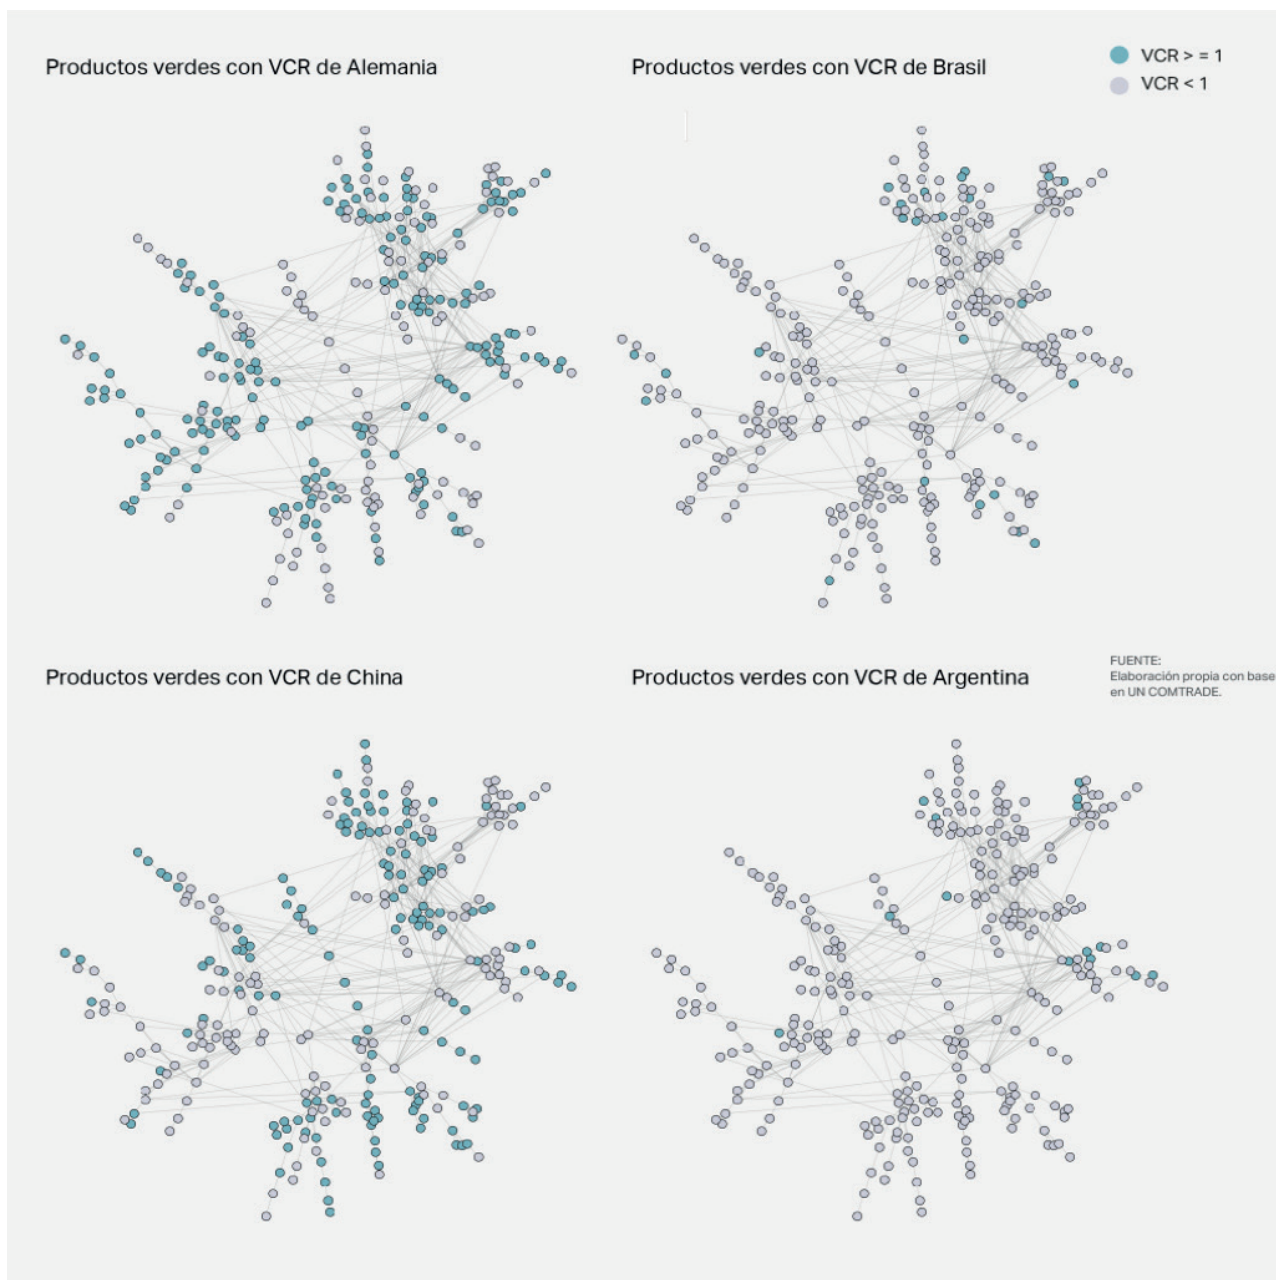 Productos verdes con VCR de Alemania
Productos verdes con VCR de Brasil
VCR > = 1
VCR < 1
Productos verdes con VCR de China
Productos verdes con VCR de Argentina
FUENTE:
Elaboración propia con base
en UN COMTRADE.